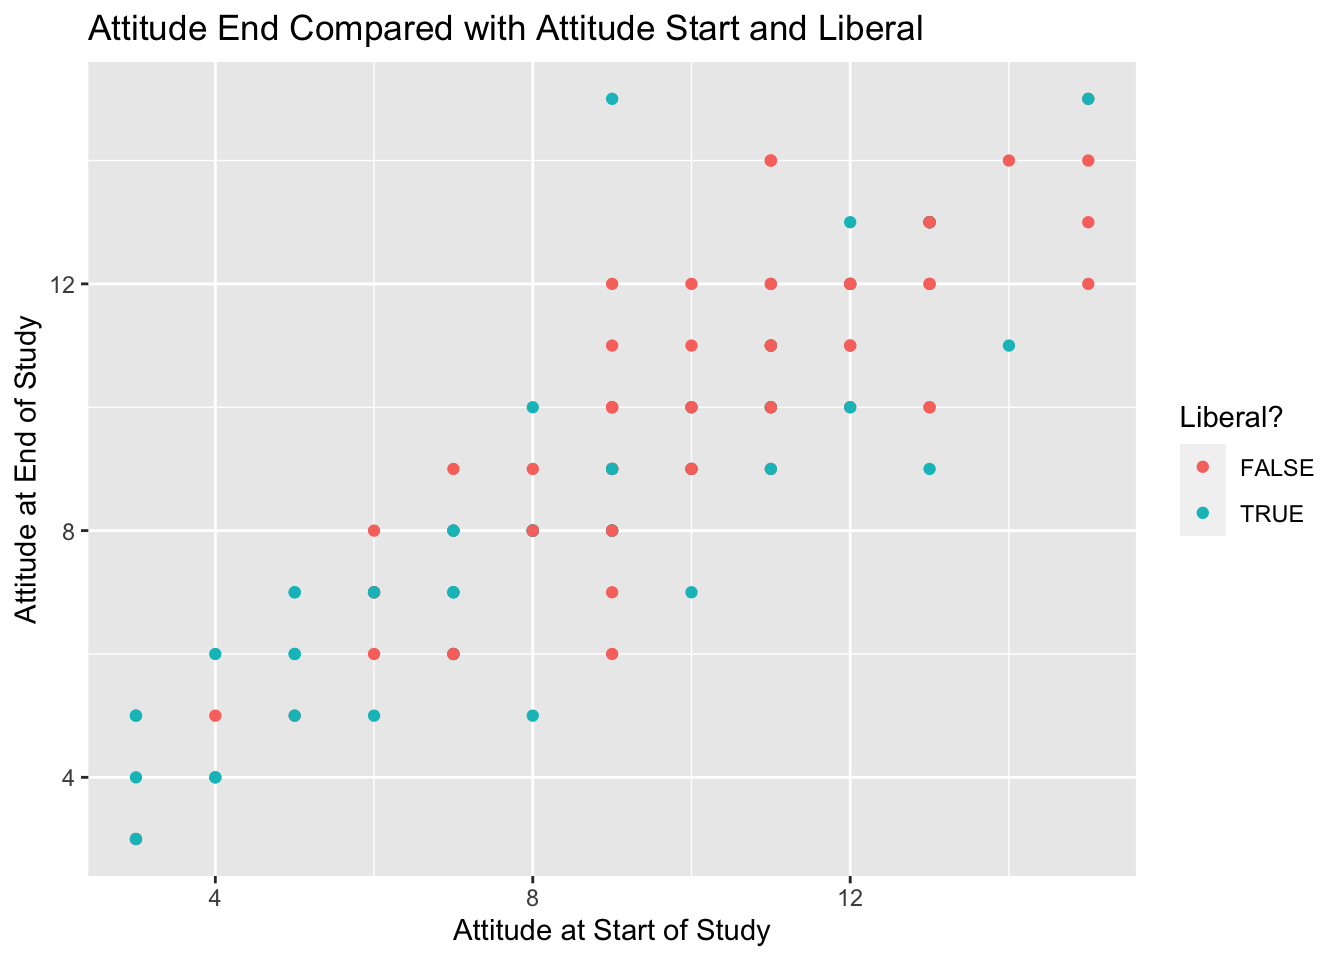 Attitude End Compared with Attitude Start and Liberal
12
8
4
Attitude at End of Study
4 8 12
Attitude at Start of Study
Liberal?
FALSE
TRUE